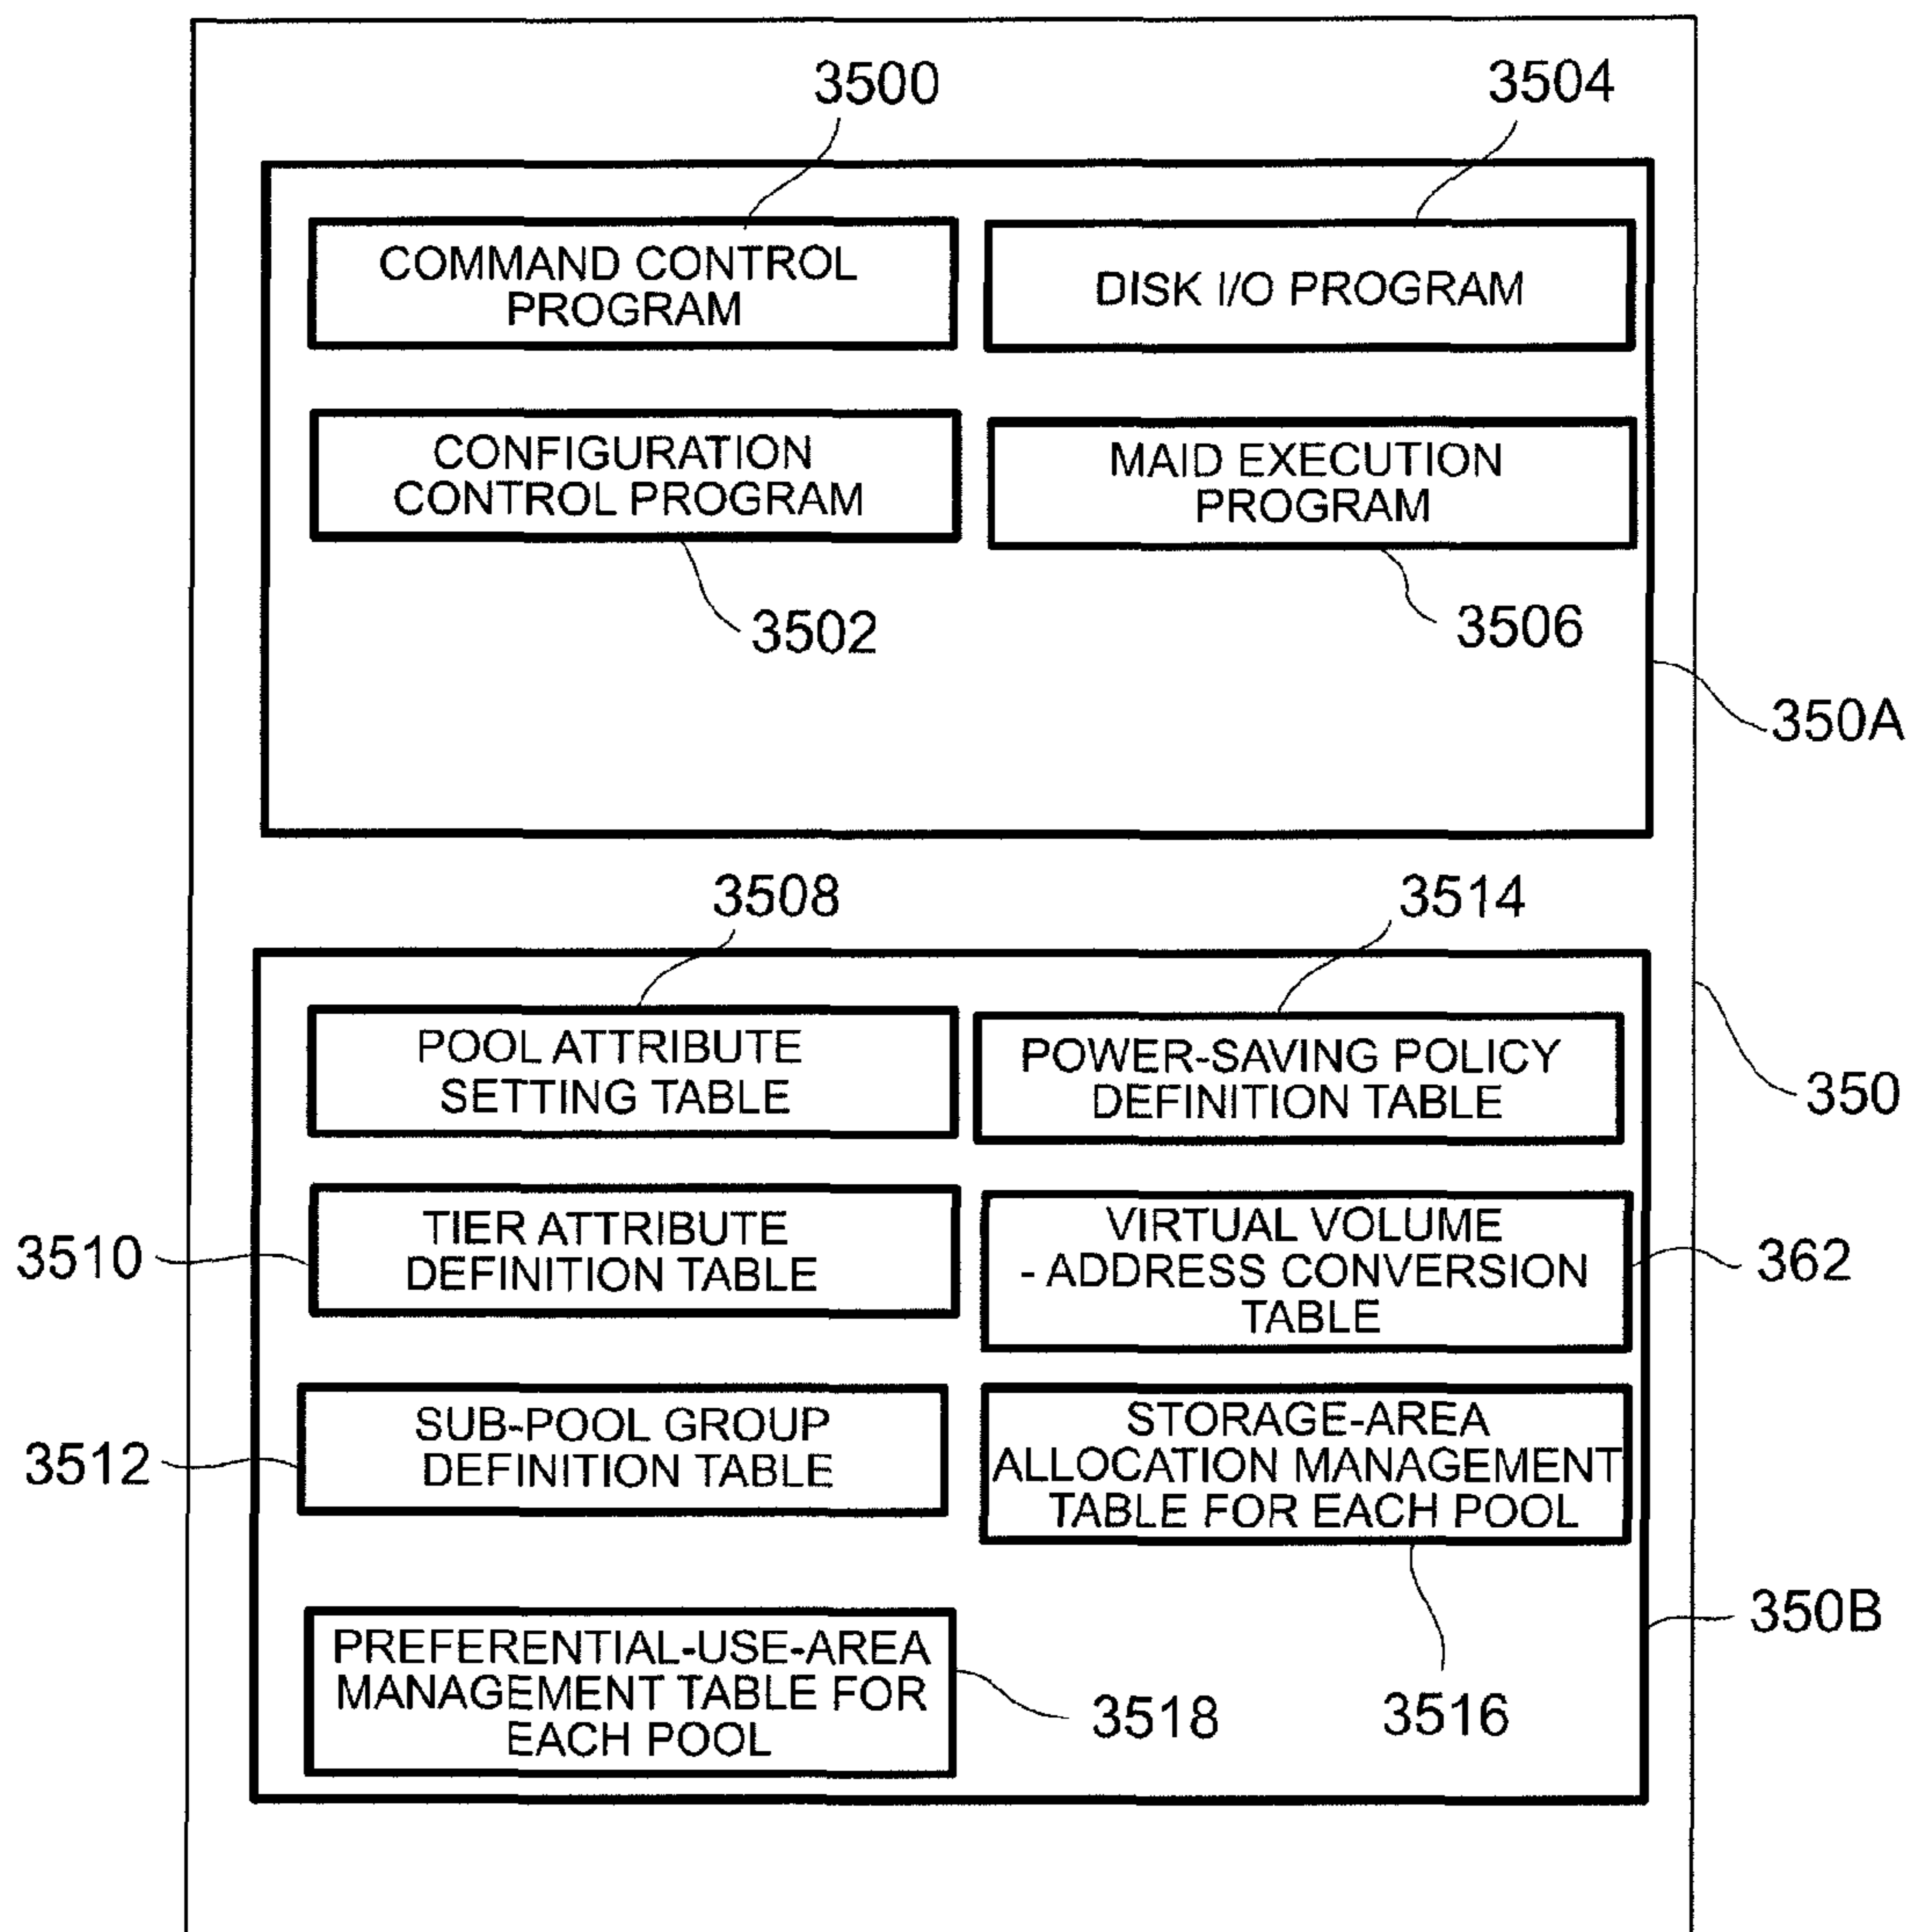 3500
3504
COMMAND CONTROL
PROGRAM
DISK I/O PROGRAM
CONFIGURATION
CONTROL PROGRAM
MAID EXECUTION
PROGRAM
3502
3506
350A
3508
3514
POOL ATTRIBUTE
SETTING TABLE
POWER-SAVING POLICY
DEFINITION TABLE
350
3510
TIER ATTRIBUTE
DEFINITION TABLE
VIRTUAL VOLUME
- ADDRESS CONVERSION
TABLE
362
3512
SUB-POOL GROUP
DEFINITION TABLE
STORAGE-AREA
ALLOCATION MANAGEMENT
TABLE FOR EACH POOL
350B
PREFERENTIAL-USE-AREA
MANAGEMENT TABLE FOR
EACH POOL
3518
3516